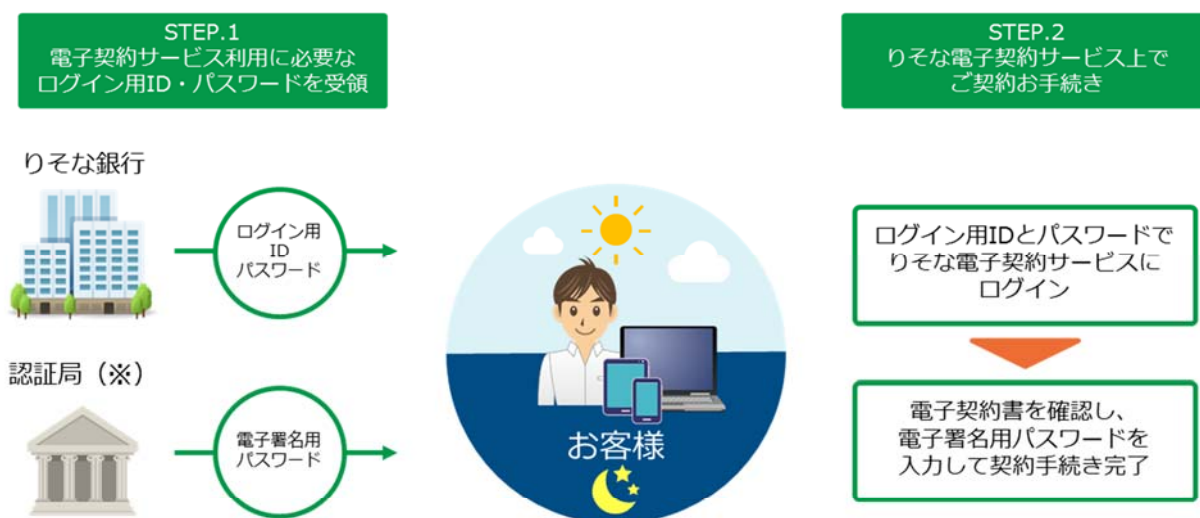 STEP.1
電子契約サービス利用に必要な
ログイン用ID・パスワードを受領
STEP.2
りそな電子契約サービス上で
ご契約お手続き
りそな銀行
ログイン用
ID
パスワード
認証局（※）
電子署名用
パスワード
お客様
ログイン用IDとパスワードで
りそな電子契約サービスに
ログイン
電子契約書を確認し、
電子署名用パスワードを
入力して契約手続き完了